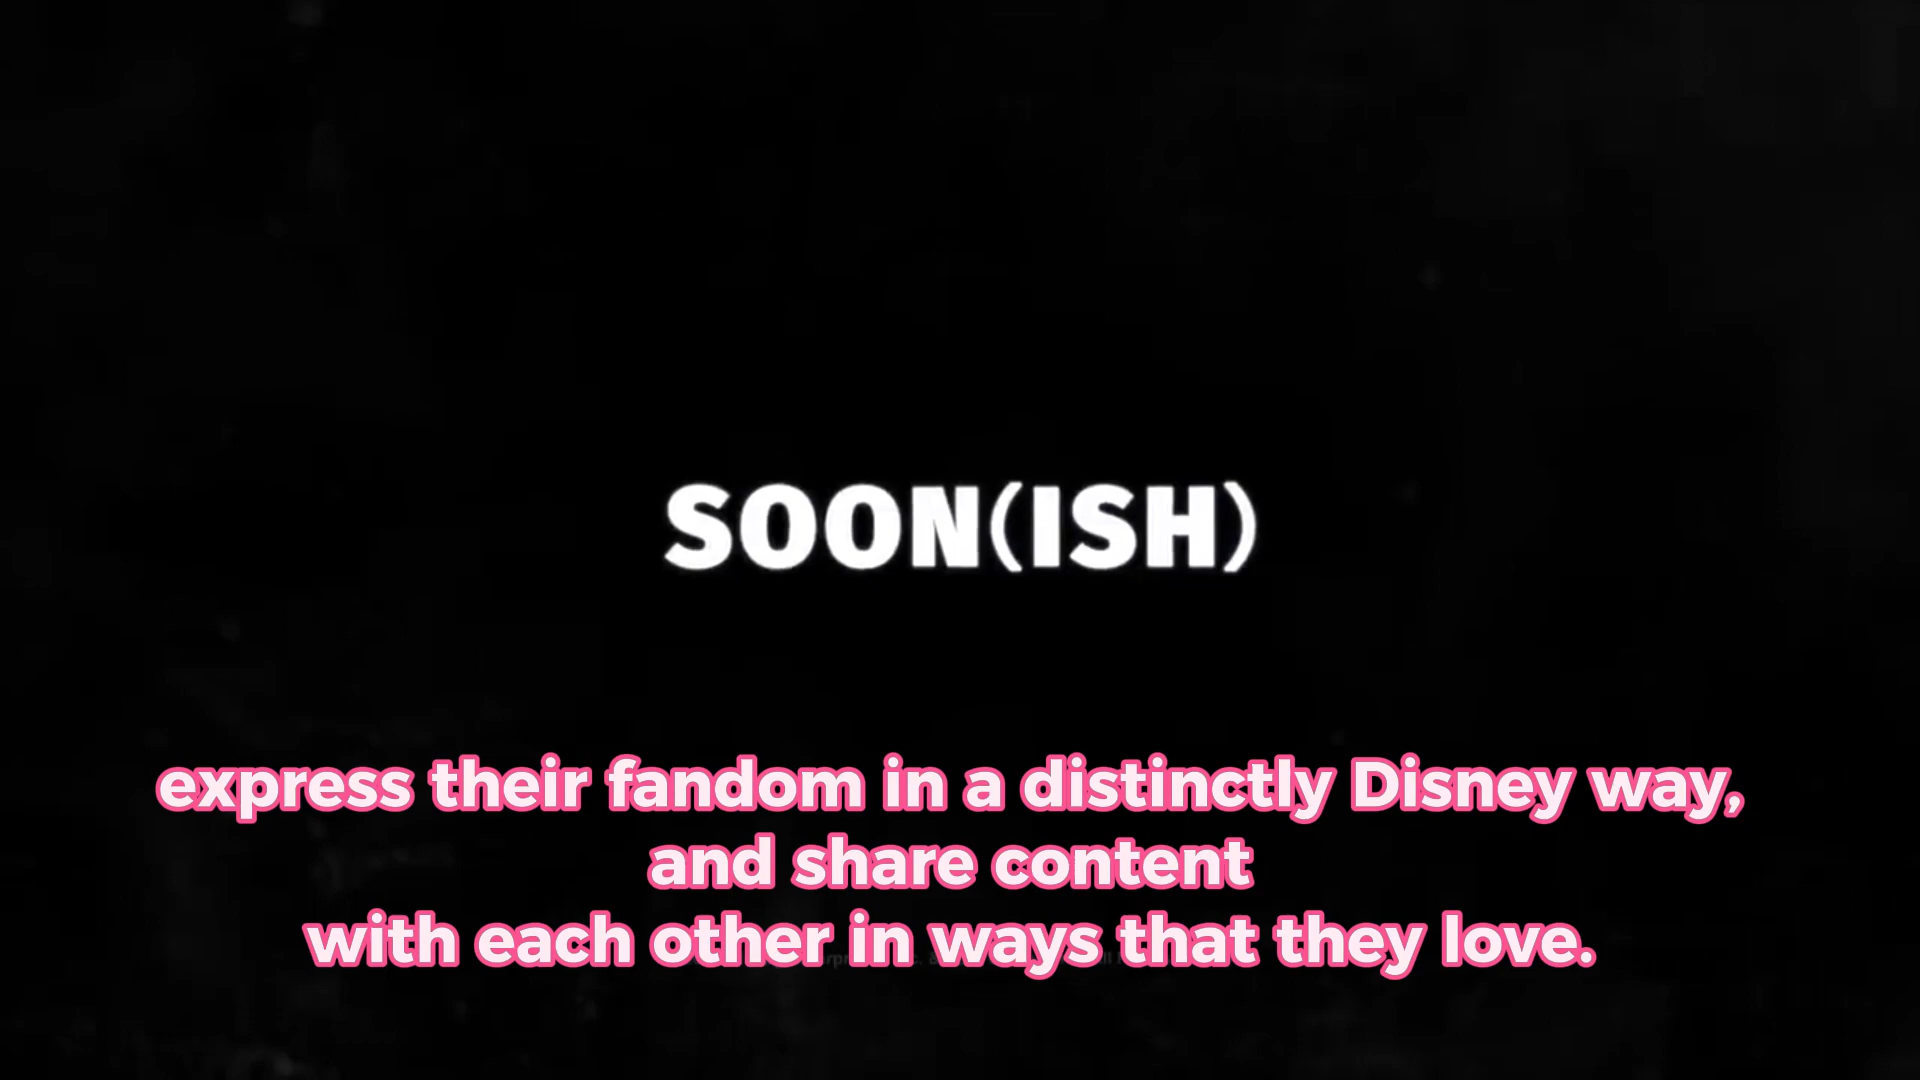 SOON(ISH)
express their fandom in a distinctly Disney way,
and share content
with each other in ways that they love.